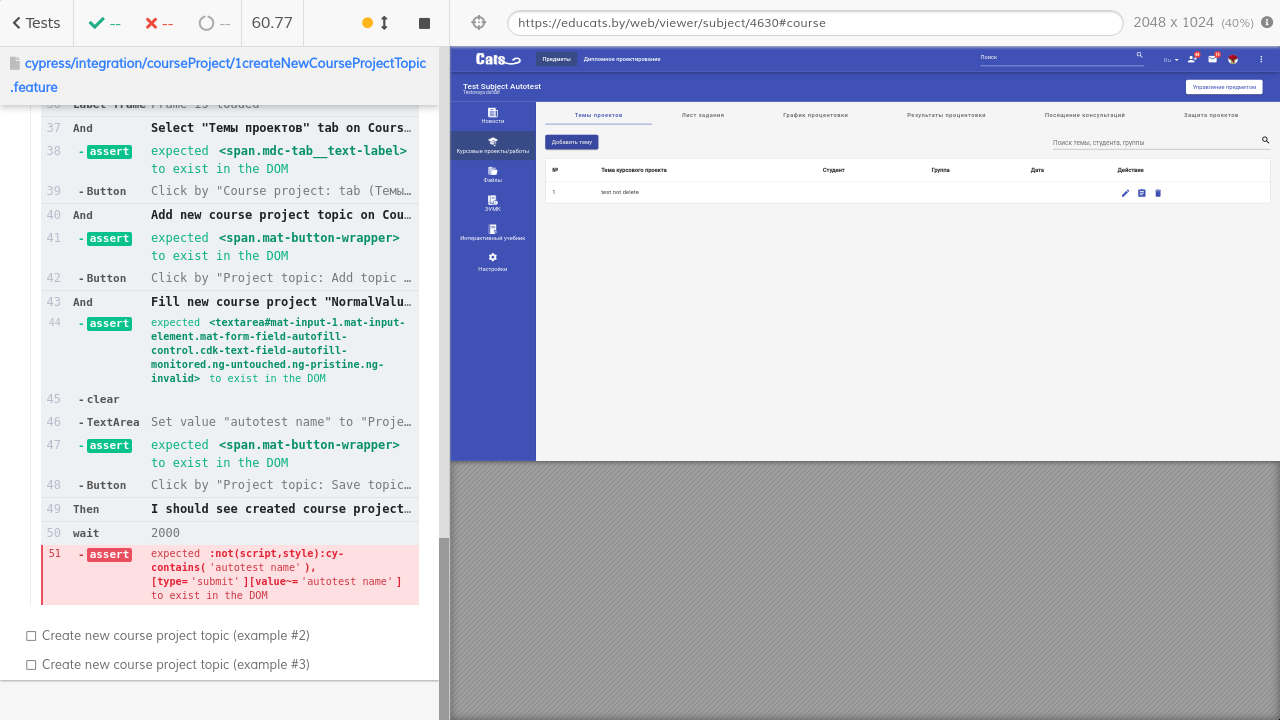 Tests
--
--
--
60.77
https://educats.by/web/viewer/subject/4630#course
2048 x 1024 (40%)
cypress/integration/courseProject/1createNewCourseProjectTopic
.feature
37 And Select "Темы проектов" tab on Cours…
38 - assert expected <span.mdc-tab__text-label>
to exist in the DOM
39 - Button Click by "Course project: tab (Темы…
40 And Add new course project topic on Cou…
41 - assert expected <span.mat-button-wrapper>
to exist in the DOM
42 - Button Click by "Project topic: Add topic …
43 And Fill new course project "NormalValu…
44 - assert expected <textarea#mat-input-1.mat-input-
element.mat-form-field-autofill-
control.cdk-text-field-autofill-
monitored.ng-untouched.ng-pristine.ng-
invalid> to exist in the DOM
45 - clear
46 - TextArea Set value "autotest name" to "Proje…
47 - assert expected <span.mat-button-wrapper>
to exist in the DOM
48 - Button Click by "Project topic: Save topic…
49 Then I should see created course project…
50 wait 2000
51 - assert expected :not(script,style):cy-
contains('autotest name'),
[type='submit'][value~='autotest name']
to exist in the DOM
Create new course project topic (example #2)
Create new course project topic (example #3)
Cats
Предметы
Дипломное проектирование
Поиск
Ru
Test Subject Autotest
Управление предметом
Новости
Курсовые проекты/работы
Файлы
ЭУМК
Интерактивный учебник
Настройки
Темы проектов
Лист задания
График процентовки
Результаты процентовки
Посещение консультаций
Защита проектов
Добавить тему
Поиск темы, студента, группы
№ Тема курсового проекта Студент Группа Дата Действие
1 test not delete